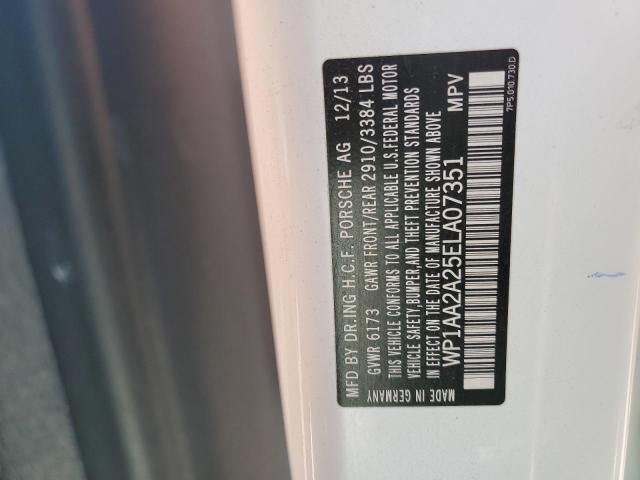 MFD BY DR.ING H.C.F. PORSCHE AG 12/13
GVWR 6173 GAWR FRONT/REAR 2910/3384 LBS
THIS VEHICLE CONFORMS TO ALL APPLICABLE U.S.FEDERAL MOTOR
VEHICLE SAFETY,BUMPER,AND THEFT PREVENTION STANDARDS
IN EFFECT ON THE DATE OF MANUFACTURE SHOWN ABOVE
WP1AA2A25ELA07351 MPV
MADE IN GERMANY
7P5.010.730.D